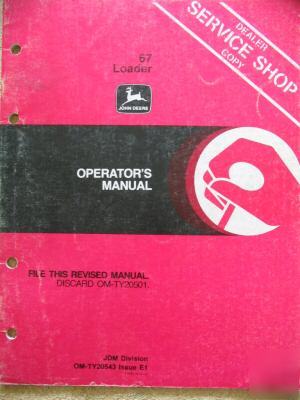 67
Loader
DEALER
SERVICE SHOP
COPY
JOHN DEERE
OPERATOR'S
MANUAL
FILE THIS REVISED MANUAL.
DISCARD OM-TY20501.
JDM Division
OM-TY20543 Issue E1